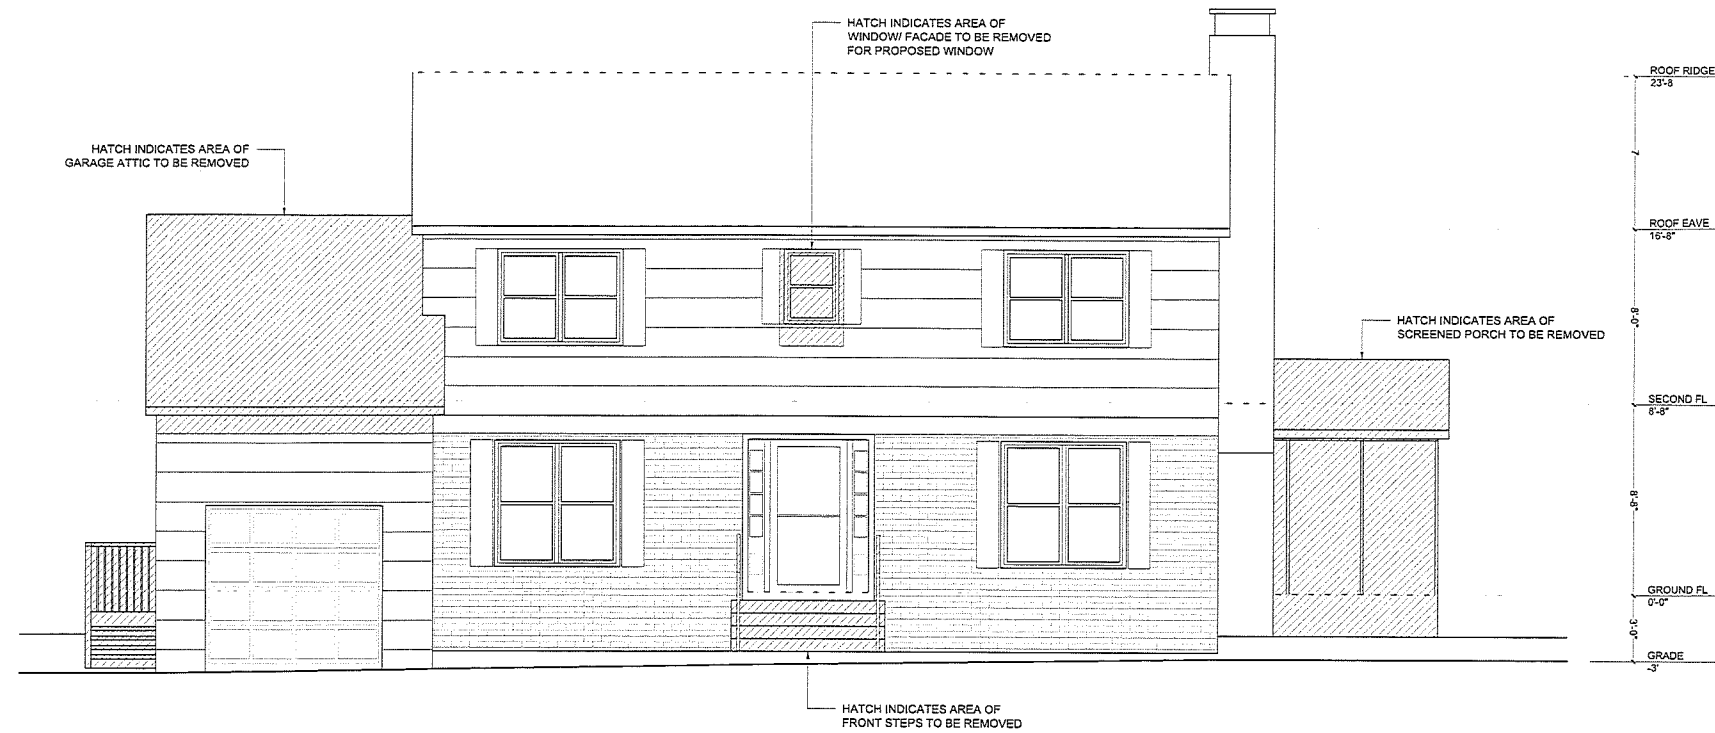 HATCH INDICATES AREA OF
WINDOW/ FACADE TO BE REMOVED
FOR PROPOSED WINDOW
ROOF RIDGE
23'-8
HATCH INDICATES AREA OF
GARAGE ATTIC TO BE REMOVED
7
ROOF EAVE
16'-8"
8'-0"
HATCH INDICATES AREA OF
SCREENED PORCH TO BE REMOVED
SECOND FL
8'-8"
8'-8"
GROUND FL
0'-0"
3'-0"
GRADE
-3'
HATCH INDICATES AREA OF
FRONT STEPS TO BE REMOVED